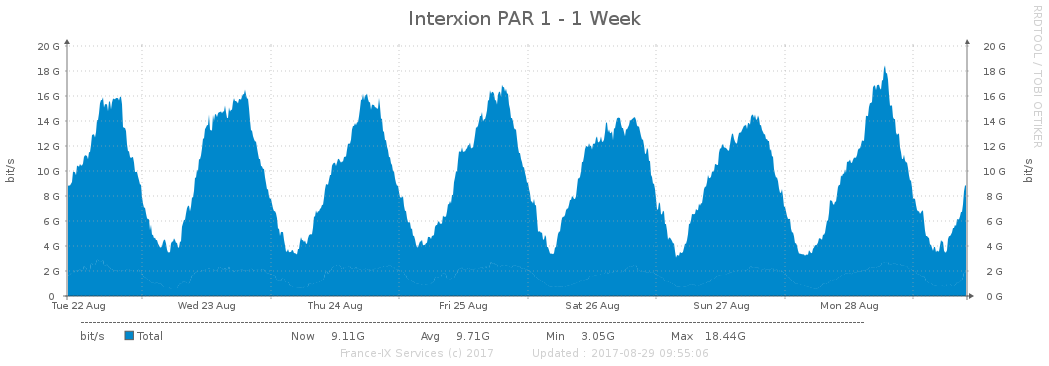 Interxion PAR 1 - 1 Week
RRDTOOL / TOBI OETIKER
20 G 20 G
18 G 18 G
16 G 16 G
14 G 14 G
12 G 12 G
10 G 10 G
8 G 8 G
6 G 6 G
4 G 4 G
2 G 2 G
0 0 G
bit/s bit/s
Tue 22 Aug Wed 23 Aug Thu 24 Aug Fri 25 Aug Sat 26 Aug Sun 27 Aug Mon 28 Aug
bit/s Total Now 9.11G Avg 9.71G Min 3.05G Max 18.44G
France-IX Services (c) 2017 Updated : 2017-08-29 09:55:06